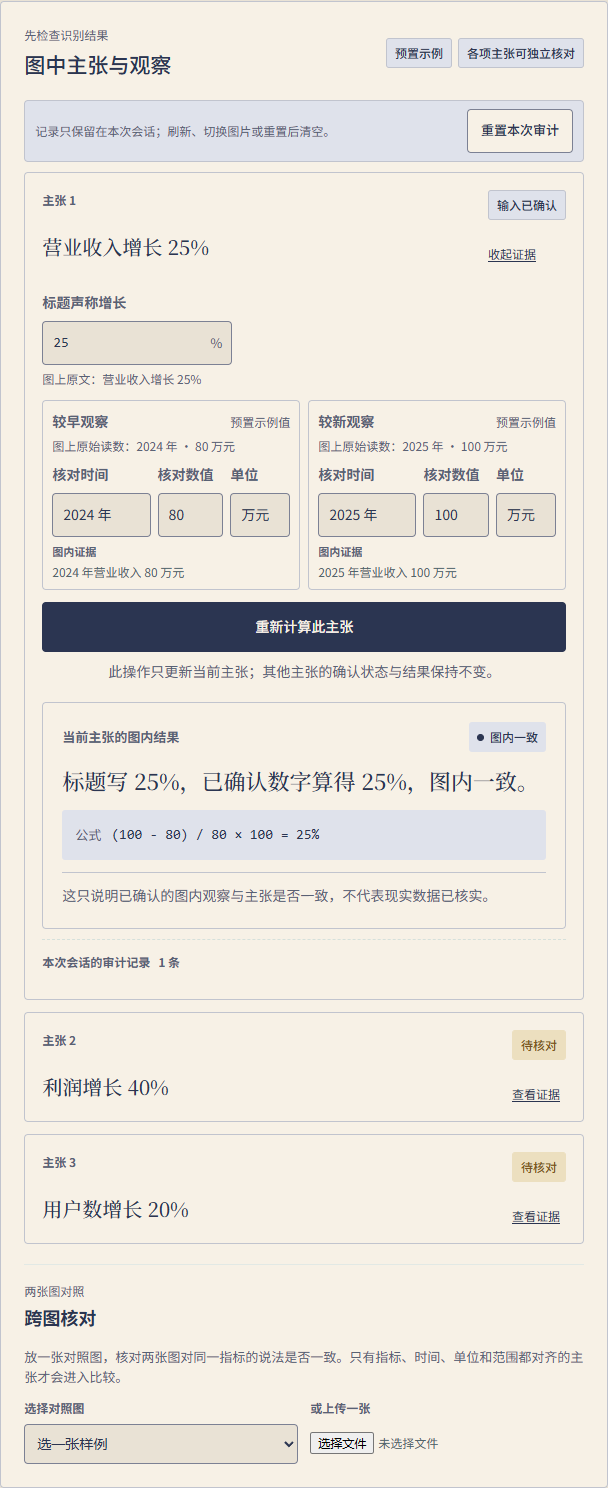 先检查识别结果
图中主张与观察
预置示例
各项主张可独立核对
记录只保留在本次会话；刷新、切换图片或重置后清空。
重置本次审计
主张 1
输入已确认
营业收入增长 25%
收起证据
标题声称增长
25 %
图上原文：营业收入增长 25%
较早观察 预置示例值
图上原始读数：2024 年 · 80 万元
核对时间 核对数值 单位
2024 年 80 万元
图内证据
2024 年营业收入 80 万元
较新观察 预置示例值
图上原始读数：2025 年 · 100 万元
核对时间 核对数值 单位
2025 年 100 万元
图内证据
2025 年营业收入 100 万元
重新计算此主张
此操作只更新当前主张；其他主张的确认状态与结果保持不变。
当前主张的图内结果
图内一致
标题写 25%，已确认数字算得 25%，图内一致。
公式 (100 - 80) / 80 × 100 = 25%
这只说明已确认的图内观察与主张是否一致，不代表现实数据已核实。
本次会话的审计记录 1 条
主张 2
待核对
利润增长 40%
查看证据
主张 3
待核对
用户数增长 20%
查看证据
两张图对照
跨图核对
放一张对照图，核对两张图对同一指标的说法是否一致。只有指标、时间、单位和范围都对齐的主
张才会进入比较。
选择对照图
选一张样例
或上传一张
选择文件 未选择文件